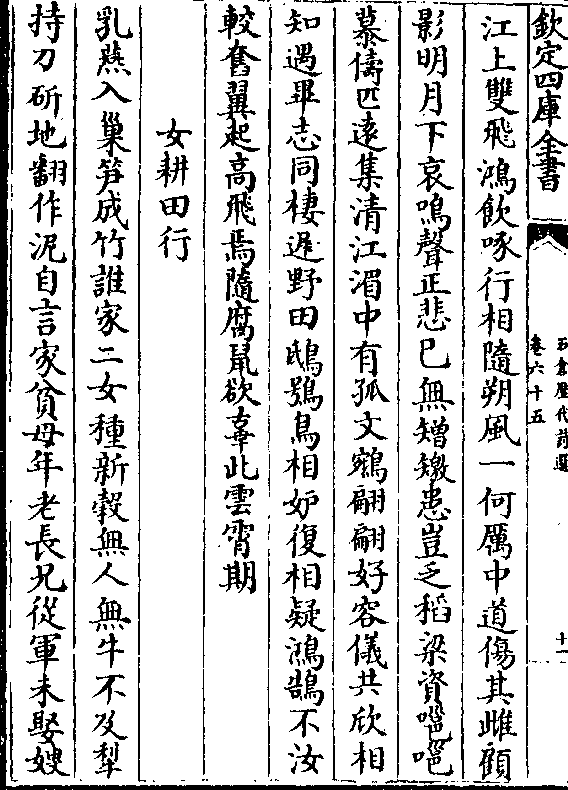 欽定四庫全書
石倉歷代詩選
卷六十五
十一
江上雙飛鴻飲啄行相隨朔風一何厲中道傷其雌顧
影明月下哀鳴聲正悲已無矰繳患豈乏稻粱資嗈嗈
慕儔匹遠集清江湄中有孤文鵷翩翩好容儀共欣相
知遇畢志同棲遲野田鴟鴞鳥相妒復相疑鴻鵠不汝
較奮翼起高飛焉隨腐鼠欲辜此雲霄期
女耕田行
乳燕入巢笋成竹誰家二女種新穀無人無牛不及犁
持刀斫地翻作泥自言家貧母年老長兄從軍未娶嫂